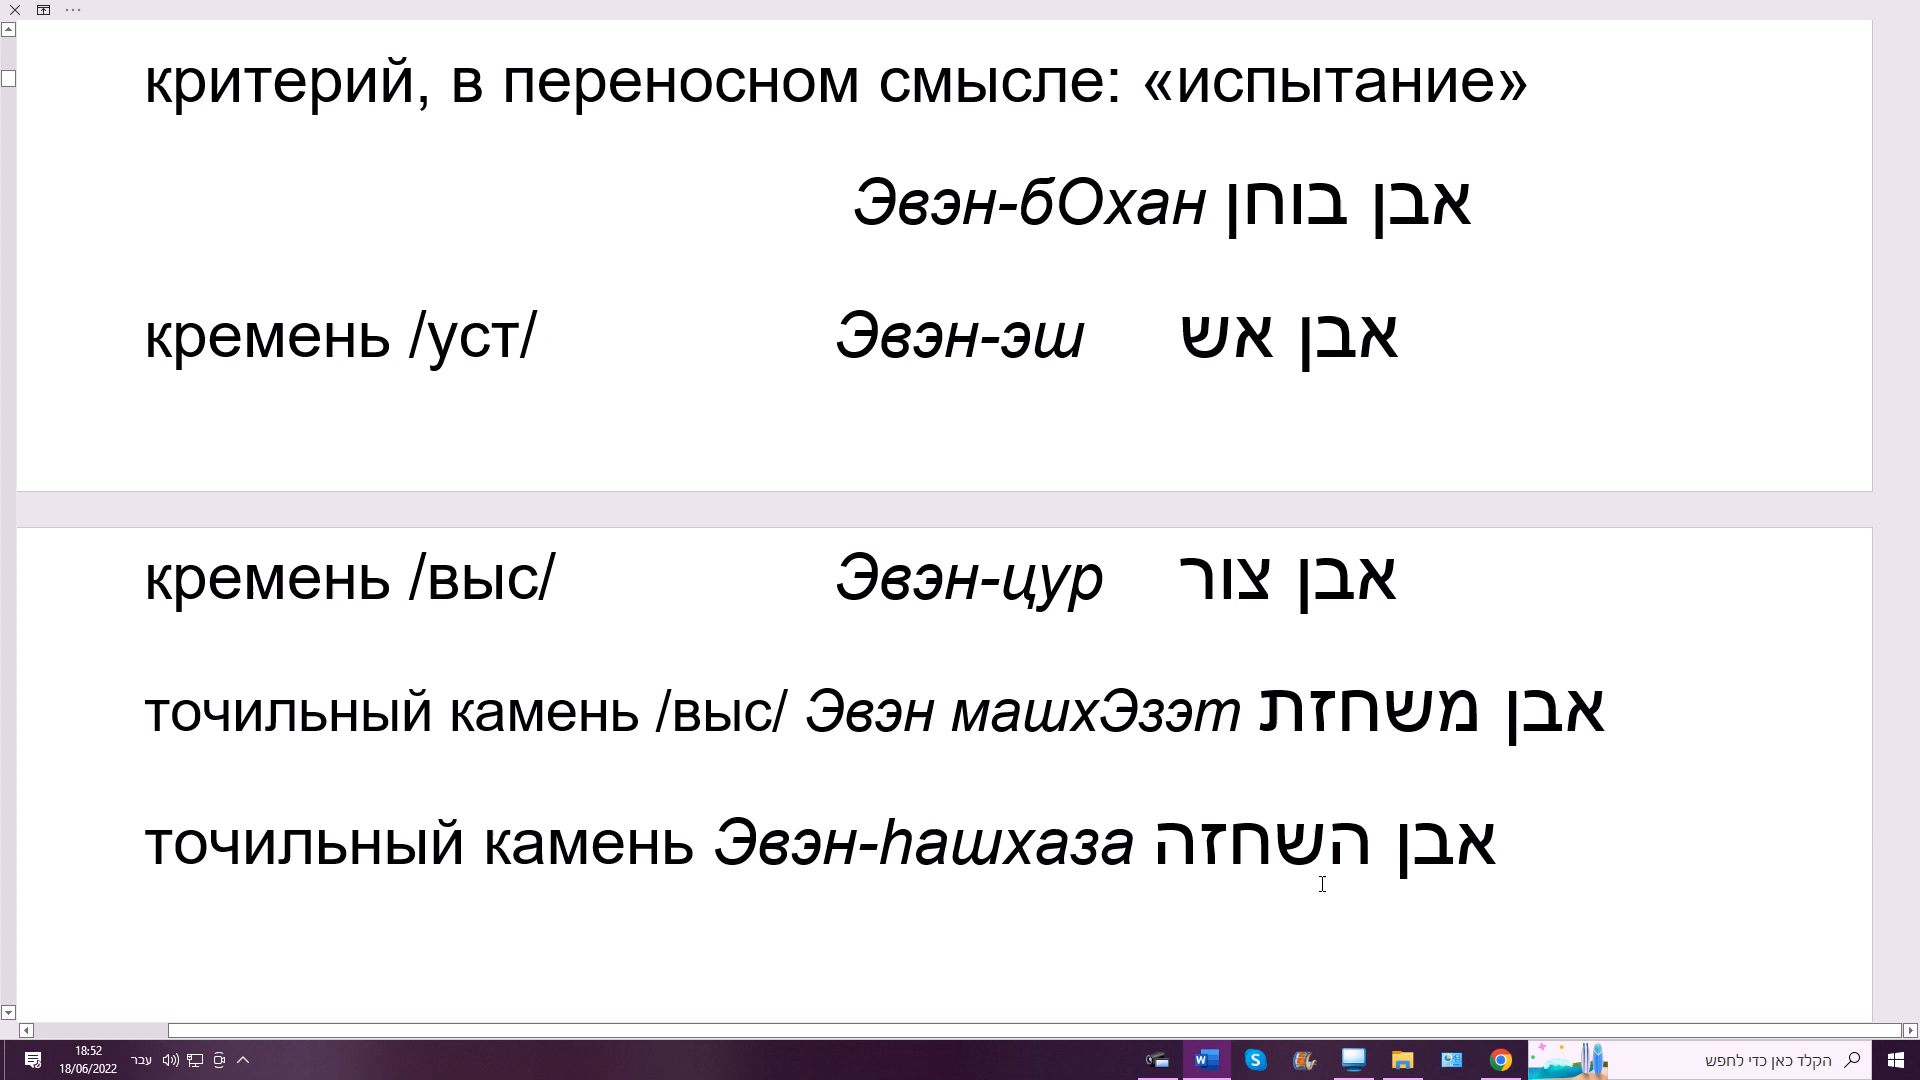 критерий, в переносном смысле: «испытание»
Эвэн-бОхан אבן בוחן
кремень /уст/ Эвэн-эш אבן אש
кремень /выс/ Эвэн-цур אבן צור
точильный камень /выс/ Эвэн машхЭзэт אבן משחזת
точильный камень Эвэн-hашхаза אבן השחזה
18:52
18/06/2022
עבר
הקלד כאן כדי לחפש